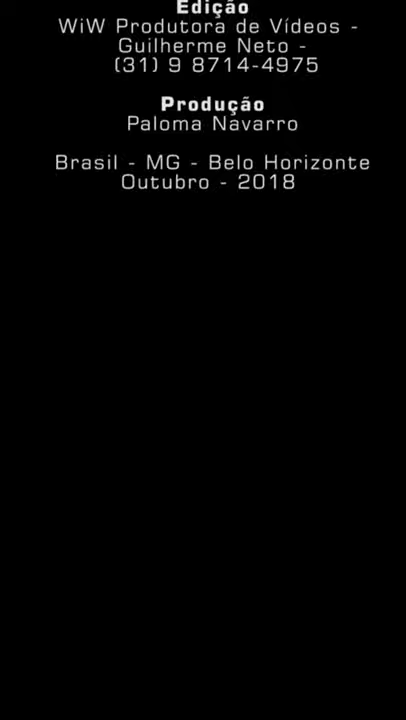 Edição
WiW Produtora de Vídeos -
Guilherme Neto -
(31) 9 8714-4975
Produção
Paloma Navarro
Brasil - MG - Belo Horizonte
Outubro - 2018